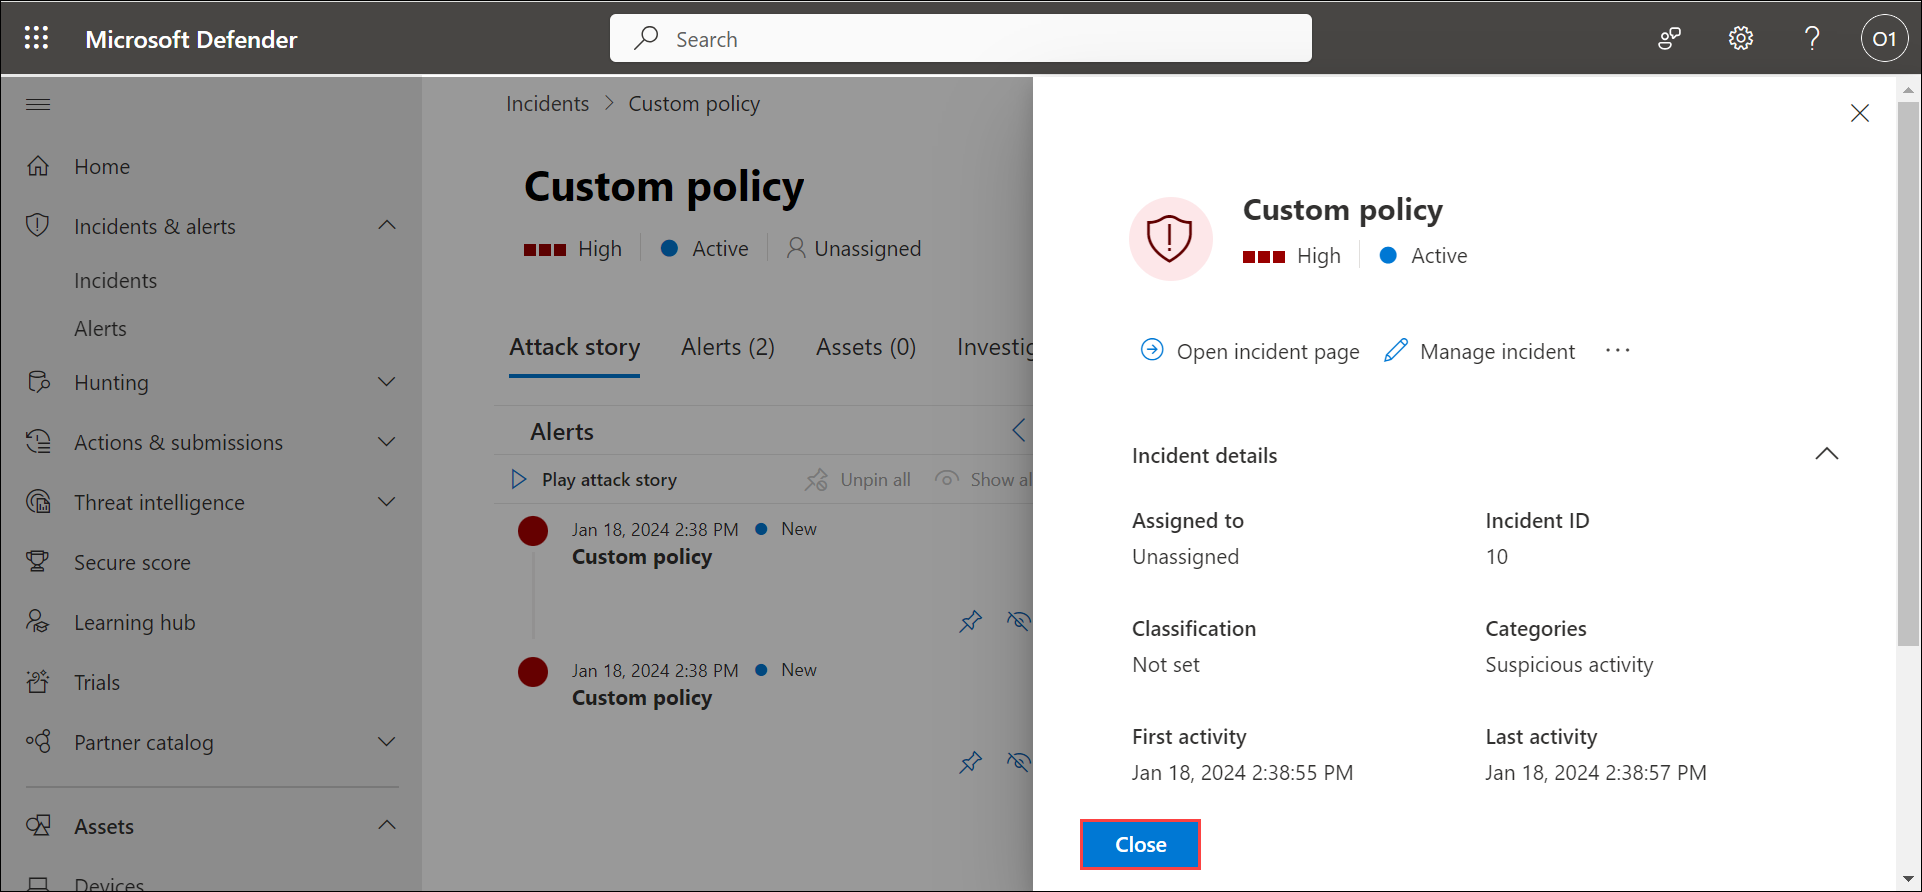 Microsoft Defender
Search
O1
Home
Incidents & alerts
Incidents
Alerts
Hunting
Actions & submissions
Threat intelligence
Secure score
Learning hub
Trials
Partner catalog
Assets
Devices
Incidents > Custom policy
Custom policy
High Active Unassigned
Attack story Alerts (2) Assets (0) Investig
Alerts
Play attack story Unpin all Show al
Jan 18, 2024 2:38 PM New
Custom policy
Jan 18, 2024 2:38 PM New
Custom policy
Custom policy
High Active
Open incident page Manage incident ...
Incident details
Assigned to Incident ID
Unassigned 10
Classification Categories
Not set Suspicious activity
First activity Last activity
Jan 18, 2024 2:38:55 PM Jan 18, 2024 2:38:57 PM
Close